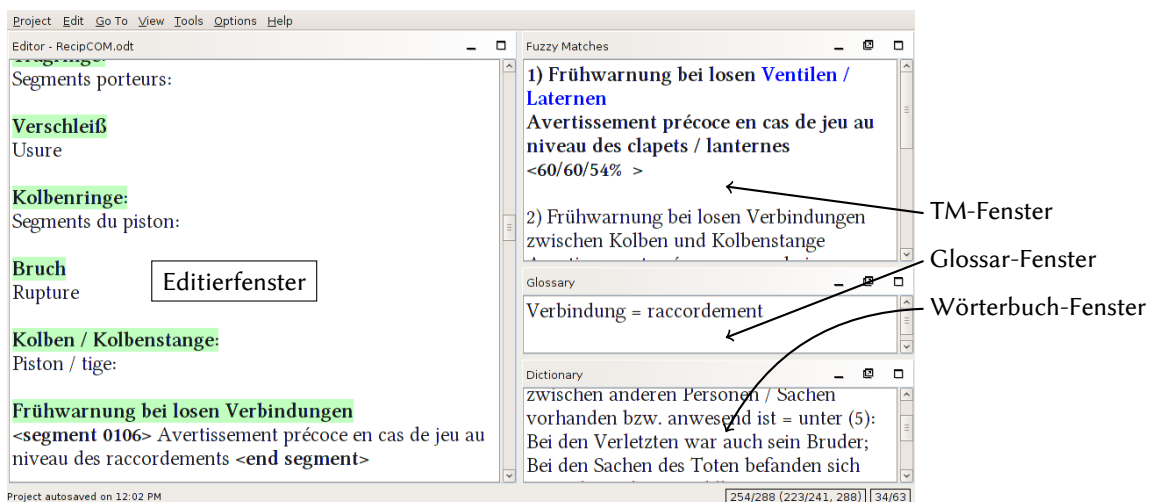 Project Edit Go To View Tools Options Help
Editor - RecipCOM.odt
Segments porteurs:
Verschleiß
Usure
Kolbenringe:
Segments du piston:
Bruch
Rupture
Editierfenster
Kolben / Kolbenstange:
Piston / tige:
Frühwarnung bei losen Verbindungen
<segment 0106> Avertissement précoce en cas de jeu au
niveau des raccordements <end segment>
Fuzzy Matches
1) Frühwarnung bei losen Ventilen /
Laternen
Avertissement précoce en cas de jeu au
niveau des clapets / lanternes
<60/60/54% >
2) Frühwarnung bei losen Verbindungen
zwischen Kolben und Kolbenstange
Glossary
Verbindung = raccordement
Dictionary
zwischen anderen Personen / Sachen
vorhanden bzw. anwesend ist = unter (5):
Bei den Verletzten war auch sein Bruder;
Bei den Sachen des Toten befanden sich
TM-Fenster
Glossar-Fenster
Wörterbuch-Fenster
Project autosaved on 12:02 PM
254/288 (223/241, 288) 34/63